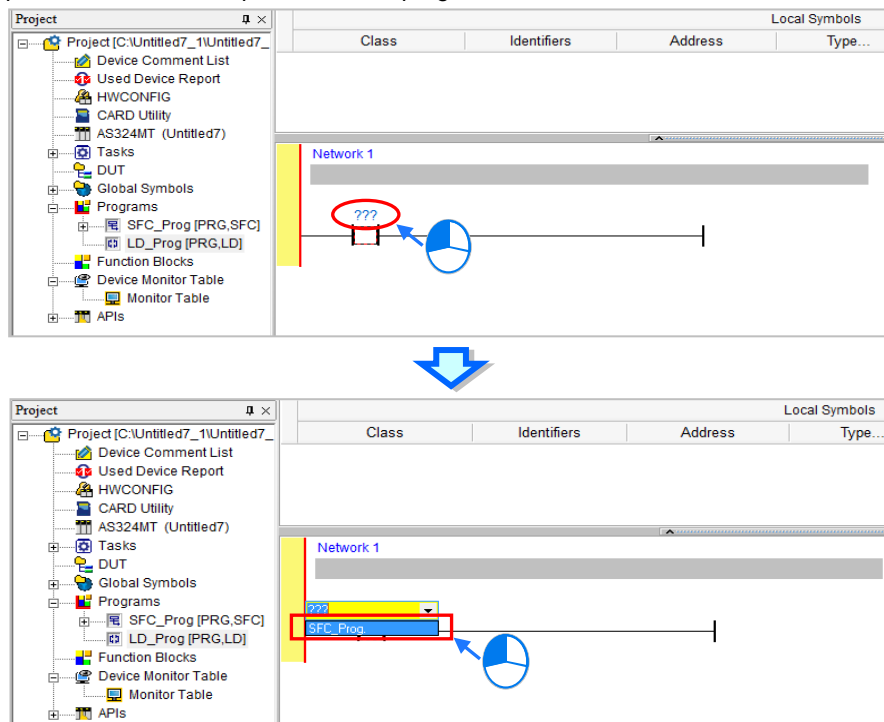 Project
Local Symbols
Class Identifiers Address Type...
Project [C:\Untitled7_1\Untitled7_
Device Comment List
Used Device Report
HWCONFIG
CARD Utility
AS324MT (Untitled7)
Tasks
DUT
Global Symbols
Programs
SFC_Prog [PRG,SFC]
LD_Prog [PRG,LD]
Function Blocks
Device Monitor Table
Monitor Table
APIs
Network 1
???
Project
Local Symbols
Class Identifiers Address Type...
Project [C:\Untitled7_1\Untitled7_
Device Comment List
Used Device Report
HWCONFIG
CARD Utility
AS324MT (Untitled7)
Tasks
DUT
Global Symbols
Programs
SFC_Prog [PRG,SFC]
LD_Prog [PRG,LD]
Function Blocks
Device Monitor Table
Monitor Table
APIs
Network 1
???
SFC_Prog.